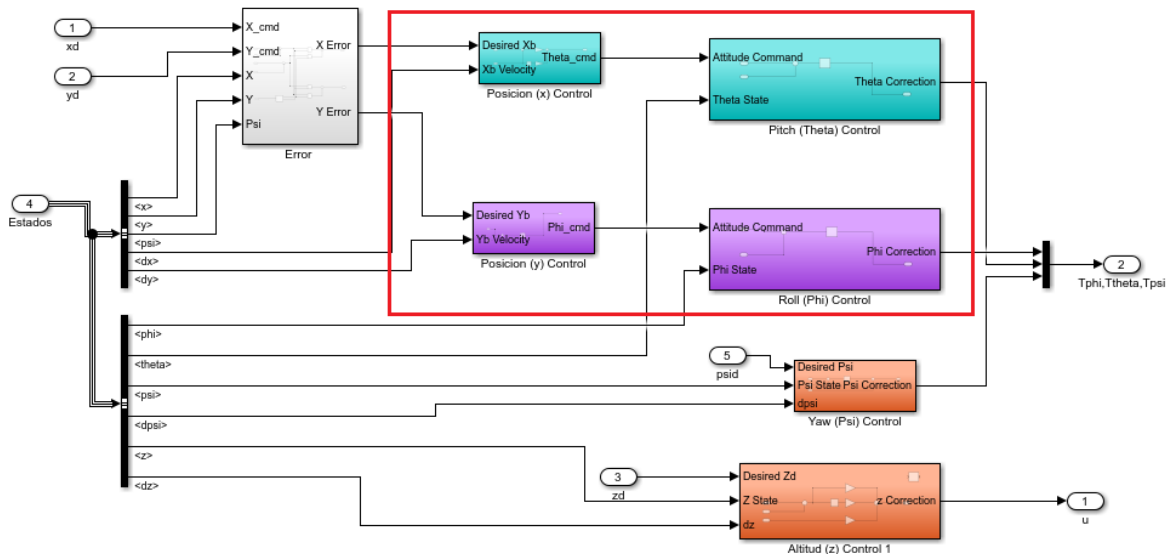 1
xd
2
yd
X_cmd
Y_cmd
X
Y
Psi
X Error
Y Error
Error
Desired Xb
Xb Velocity
Theta_cmd
Posicion (x) Control
Attitude Command
Theta State
Theta Correction
Pitch (Theta) Control
4
Estados
<x>
<y>
<psi>
<dx>
<dy>
Desired Yb
Yb Velocity
Phi_cmd
Posicion (y) Control
Attitude Command
Phi State
Phi Correction
Roll (Phi) Control
2
Tphi,Ttheta,Tpsi
<phi>
<theta>
<psi>
<dpsi>
<z>
<dz>
5
psid
Desired Psi
Psi State
dpsi
Psi Correction
Yaw (Psi) Control
3
zd
Desired Zd
Z State
dz
z Correction
Altitud (z) Control 1
1
u